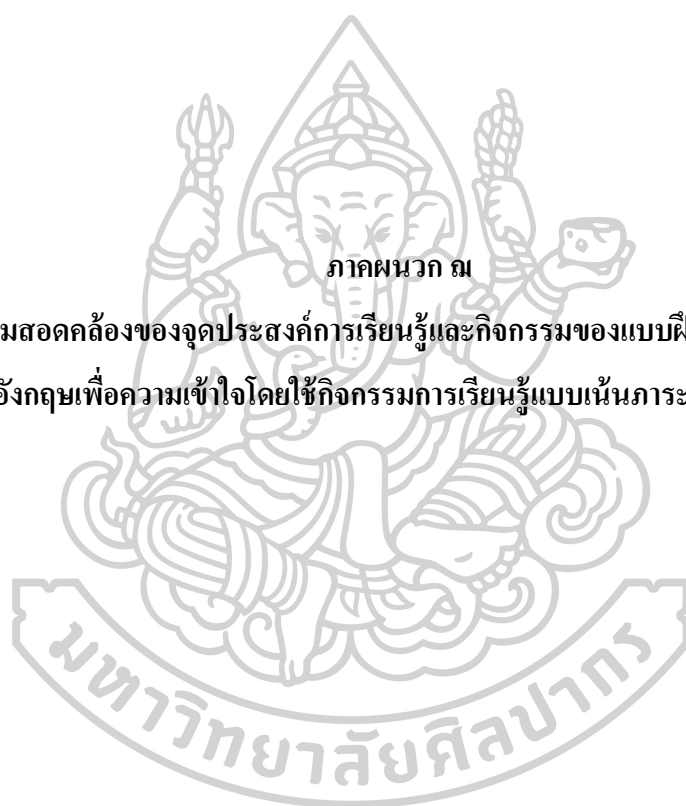 ภาคผนวก ฌ
มสอดคล้องของจุดประสงค์การเรียนรู้และกิจกรรมของแบบฝึ
อังกฤษเพื่อความเข้าใจโดยใช้กิจกรรมการเรียนรู้แบบเน้นภาระ
มหาวิทยาลัยศิลปากร